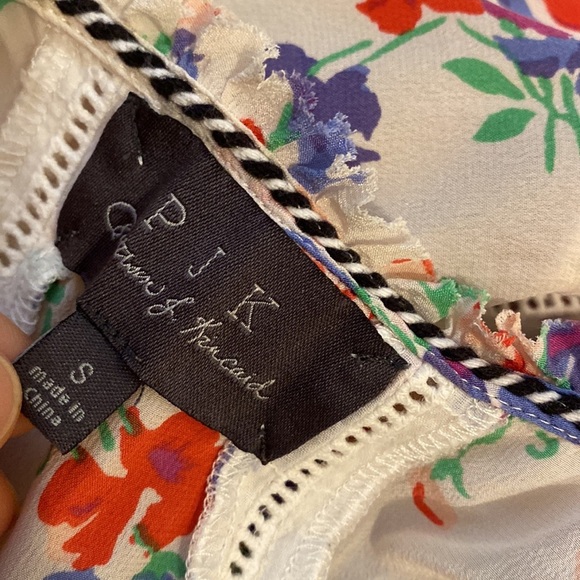 PJK
Patterson J. Kincaid
S
made in
China